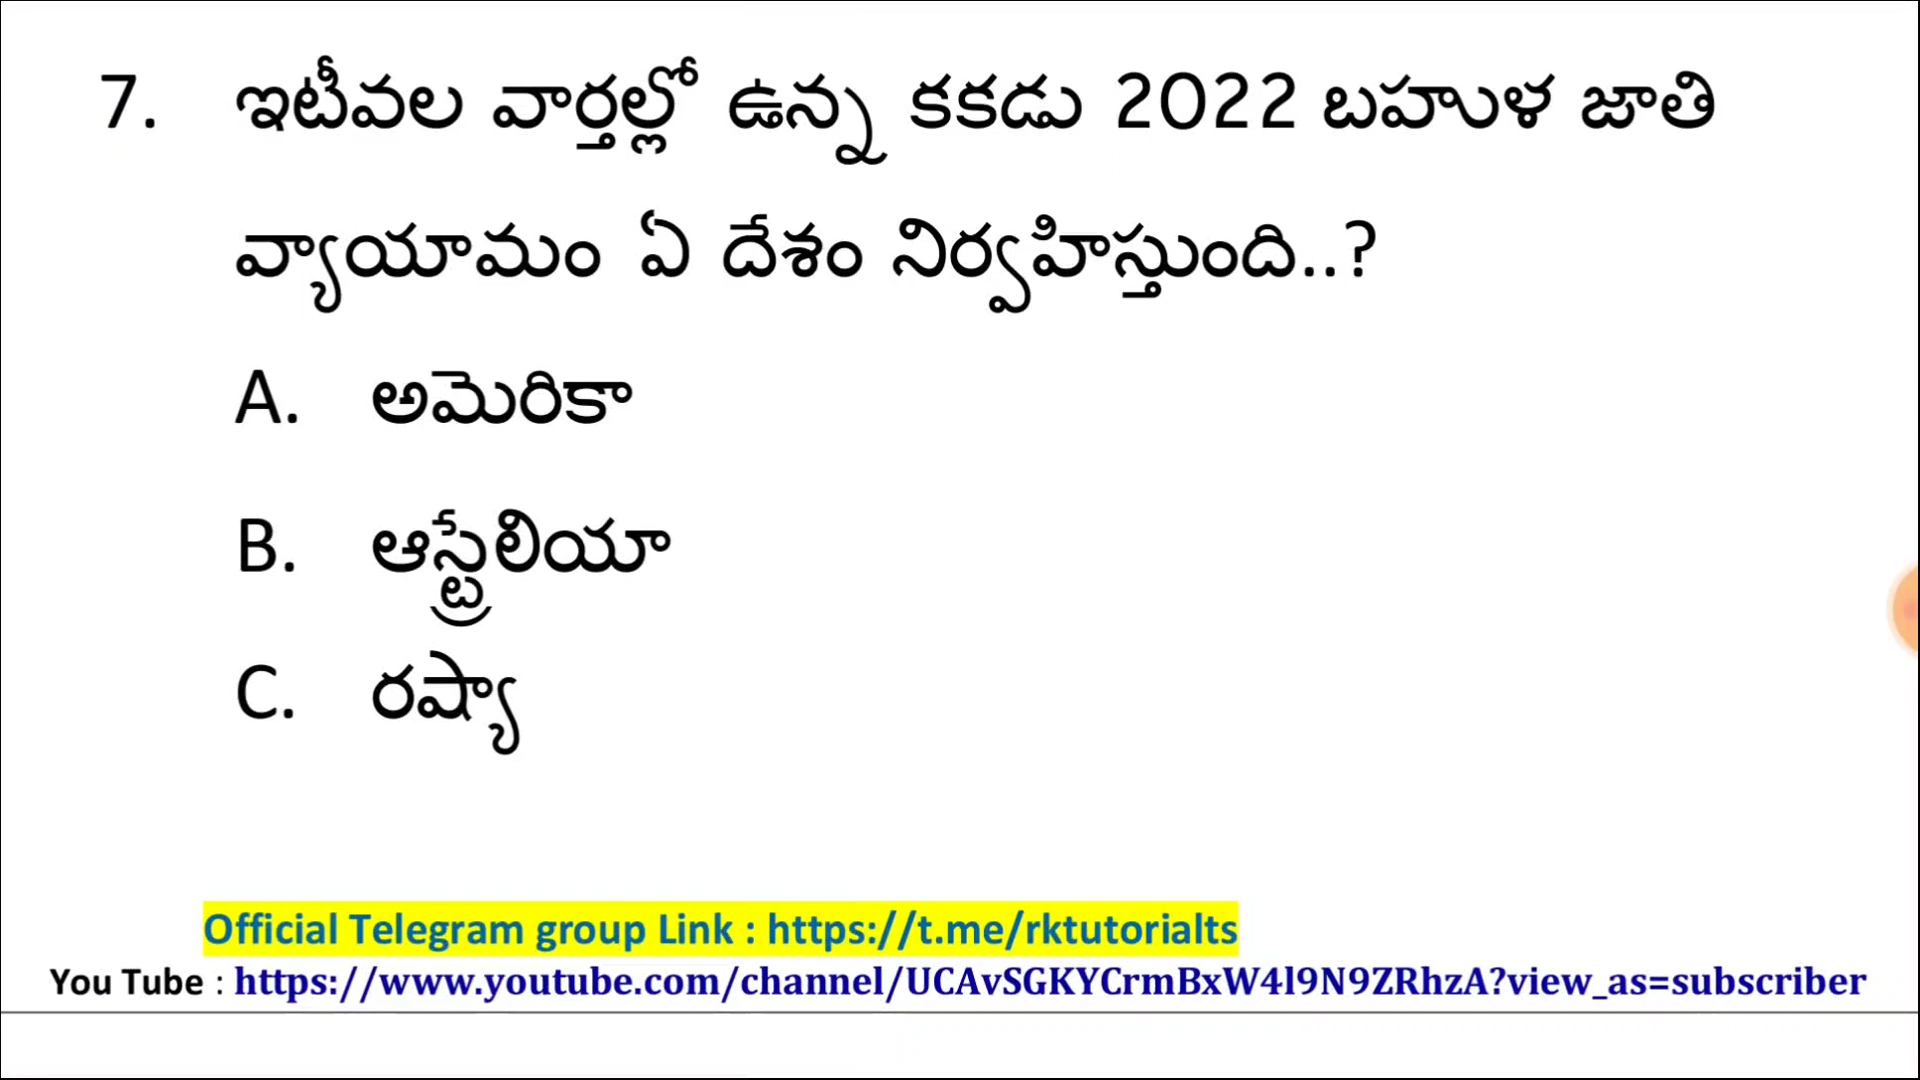 7. ఇటీవల వార్తల్లో ఉన్న కకడు 2022 బహుళ జాతి
వ్యాయామం ఏ దేశం నిర్వహిస్తుంది..?
A. అమెరికా
B. ఆస్ట్రేలియా
C. రష్యా
Official Telegram group Link : https://t.me/rktutorialts
You Tube : https://www.youtube.com/channel/UCAvSGKYCrmBxW4l9N9ZRhzA?view_as=subscriber